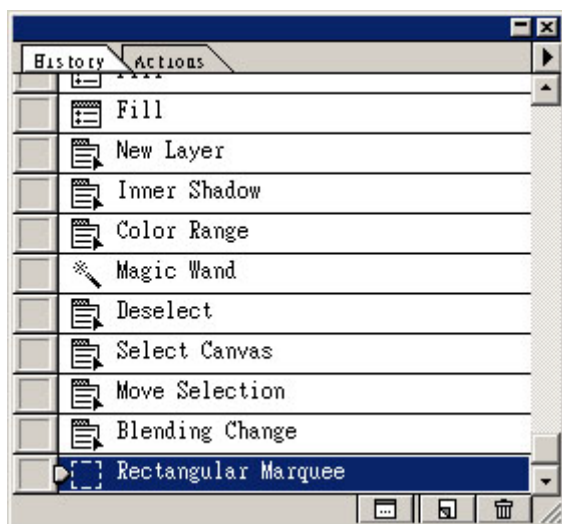 History Actions
Fill
Fill
New Layer
Inner Shadow
Color Range
Magic Wand
Deselect
Select Canvas
Move Selection
Blending Change
Rectangular Marquee